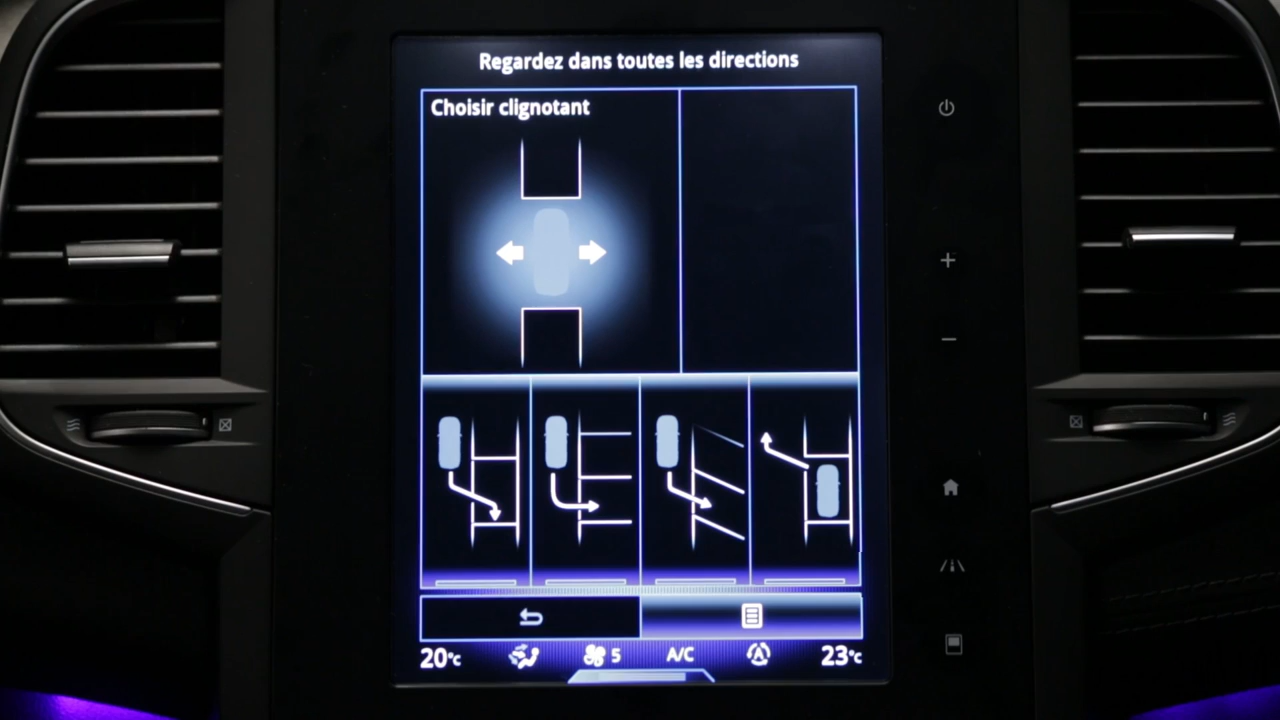 Regardez dans toutes les directions
Choisir clignotant
20°C
5
A/C
A
23°C